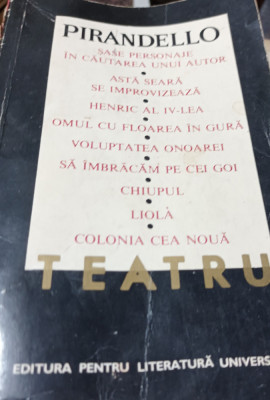 PIRANDELLO
SASE PERSONAJE
ÎN CĂUTAREA UNUI AUTOR
ASTĂ SEARĂ
SE IMPROVIZEAZĂ
HENRIC AL IV-LEA
OMUL CU FLOAREA ÎN GURĂ
VOLUPTATEA ONOAREI
SĂ ÎMBRĂCĂM PE CEI GOI
CHIUPUL
LIOLÀ
COLONIA CEA NOUĂ
TEATRU
EDITURA PENTRU LITERATURĂ UNIVERS